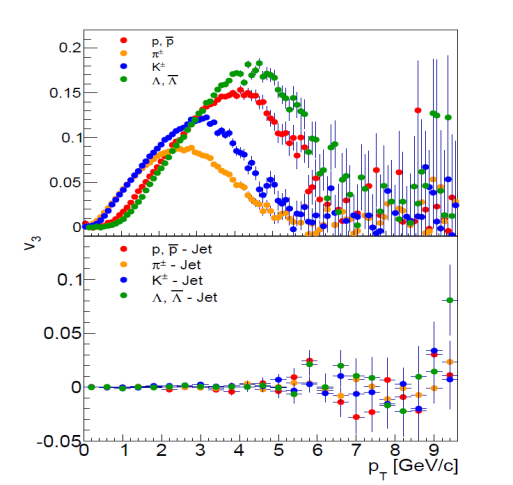 0.2
0.15
0.1
0.05
0
p, p̅
π±
K±
Λ, Λ̅
v3
0.1
0.05
0
-0.05
p, p̅ - Jet
π± - Jet
K± - Jet
Λ, Λ̅ - Jet
0 1 2 3 4 5 6 7 8 9
pT [GeV/c]